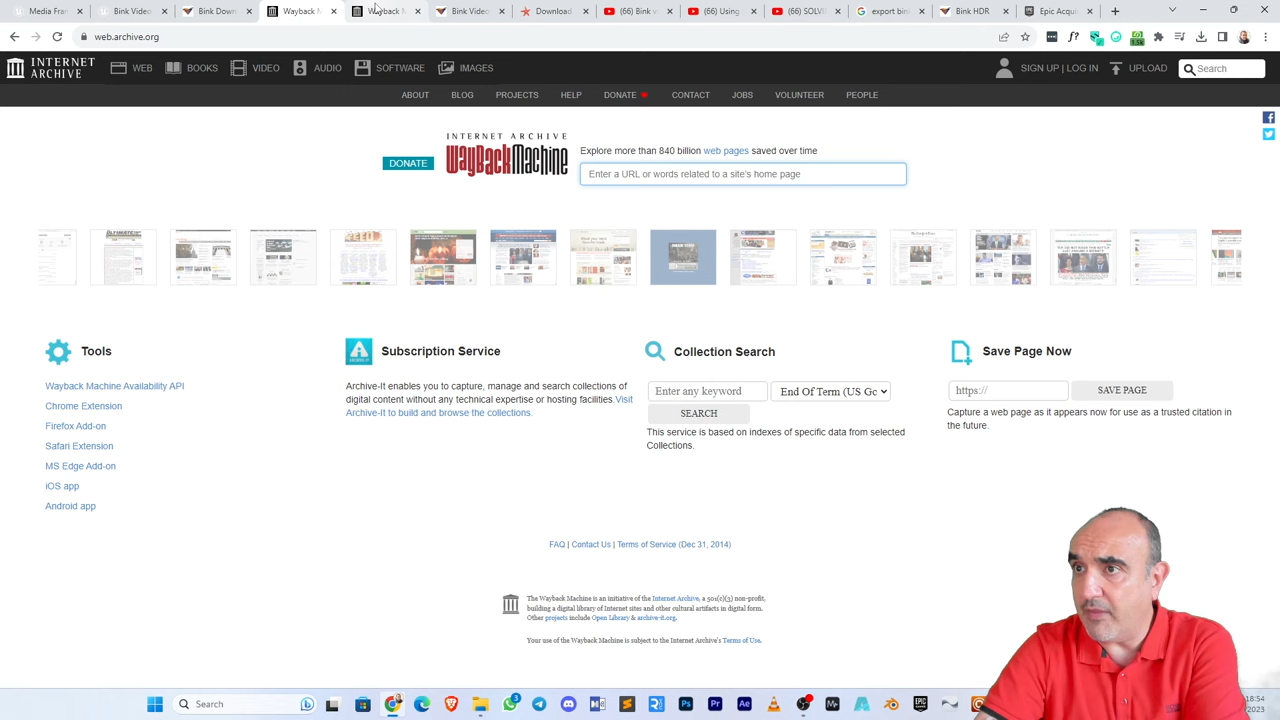 Media Fra
Bink Video
Bink Down
Wayback M
Wayback M
Bink Video
Download
(66) Bink v
(66) Using
(66) SOLVE
export bin
Bink HDR
Epic Acqui
web.archive.org
INTERNET ARCHIVE
WEB
BOOKS
VIDEO
AUDIO
SOFTWARE
IMAGES
SIGN UP | LOG IN
UPLOAD
Search
ABOUT
BLOG
PROJECTS
HELP
DONATE
CONTACT
JOBS
VOLUNTEER
PEOPLE
DONATE
INTERNET ARCHIVE
WayBackMachine
Explore more than 840 billion web pages saved over time
Enter a URL or words related to a site's home page
Tools
Wayback Machine Availability API
Chrome Extension
Firefox Add-on
Safari Extension
MS Edge Add-on
iOS app
Android app
Subscription Service
Archive-It enables you to capture, manage and search collections of
digital content without any technical expertise or hosting facilities.Visit
Archive-It to build and browse the collections.
Collection Search
Enter any keyword
End Of Term (US Gc
SEARCH
This service is based on indexes of specific data from selected
Collections.
Save Page Now
https://
SAVE PAGE
Capture a web page as it appears now for use as a trusted citation in
the future.
FAQ | Contact Us | Terms of Service (Dec 31, 2014)
The Wayback Machine is an initiative of the Internet Archive, a 501(c)(3) non-profit,
building a digital library of Internet sites and other cultural artifacts in digital form.
Other projects include Open Library & archive-it.org.
Your use of the Wayback Machine is subject to the Internet Archive's Terms of Use.
Search
18:54
2023